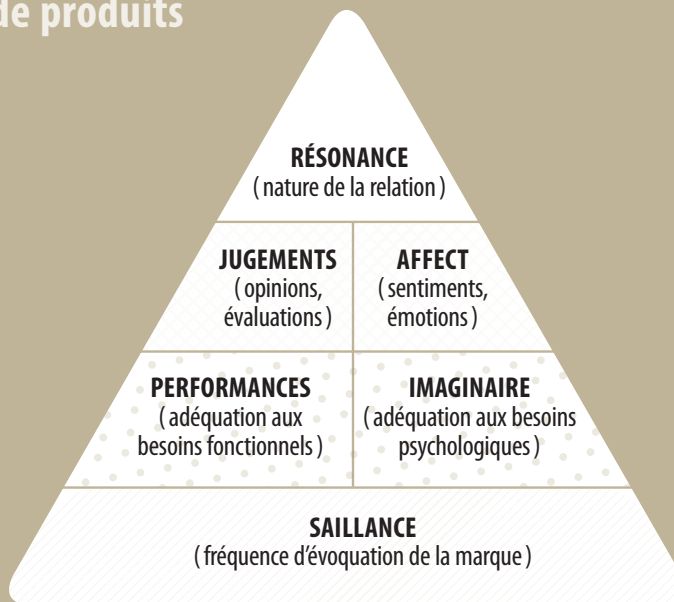 de produits
RÉSONANCE
( nature de la relation )
JUGEMENTS
( opinions,
évaluations )
AFFECT
( sentiments,
émotions )
PERFORMANCES
( adéquation aux
besoins fonctionnels )
IMAGINAIRE
( adéquation aux besoins
psychologiques )
SAILLANCE
( fréquence d’évoquation de la marque )